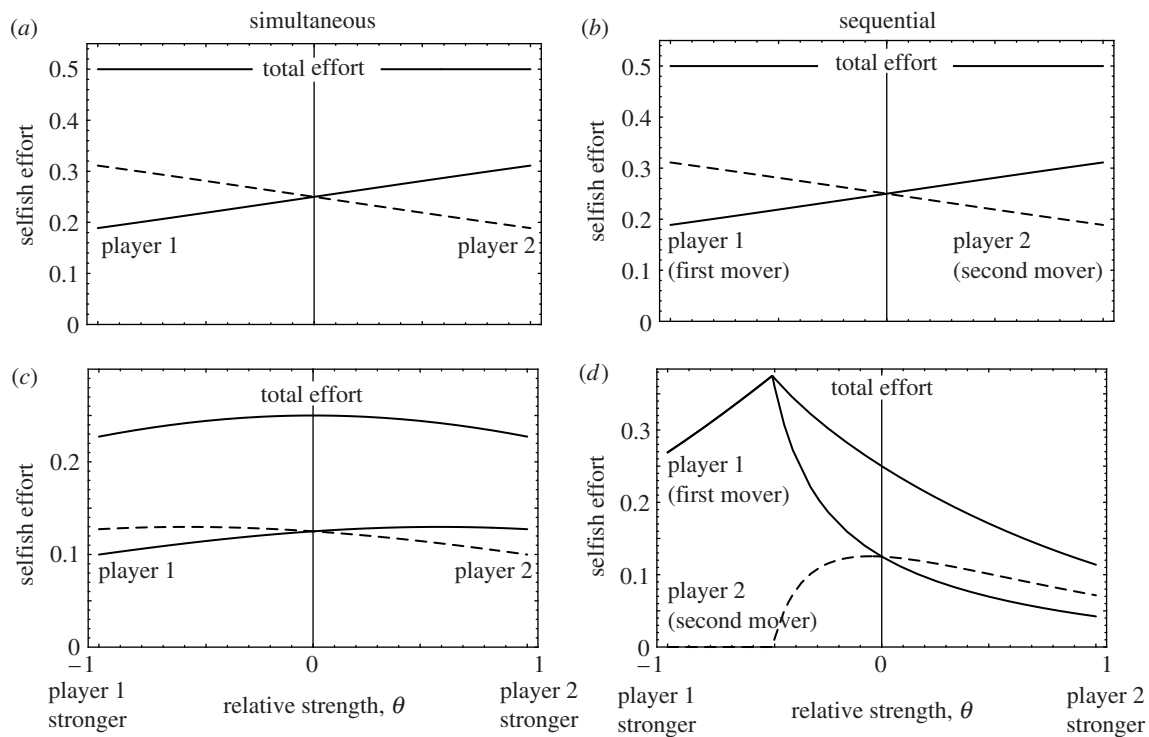 simultaneous
sequential
(a)
(b)
0.5
0.4
0.3
0.2
0.1
0
selfish effort
total effort
player 1
player 2
0.5
0.4
0.3
0.2
0.1
0
selfish effort
total effort
player 1
(first mover)
player 2
(second mover)
(c)
(d)
0.2
0.1
0
selfish effort
total effort
player 1
player 2
−1
0
1
player 1
stronger
relative strength, θ
player 2
stronger
0.3
0.2
0.1
0
selfish effort
total effort
player 1
(first mover)
player 2
(second mover)
−1
0
1
player 1
stronger
relative strength, θ
player 2
stronger